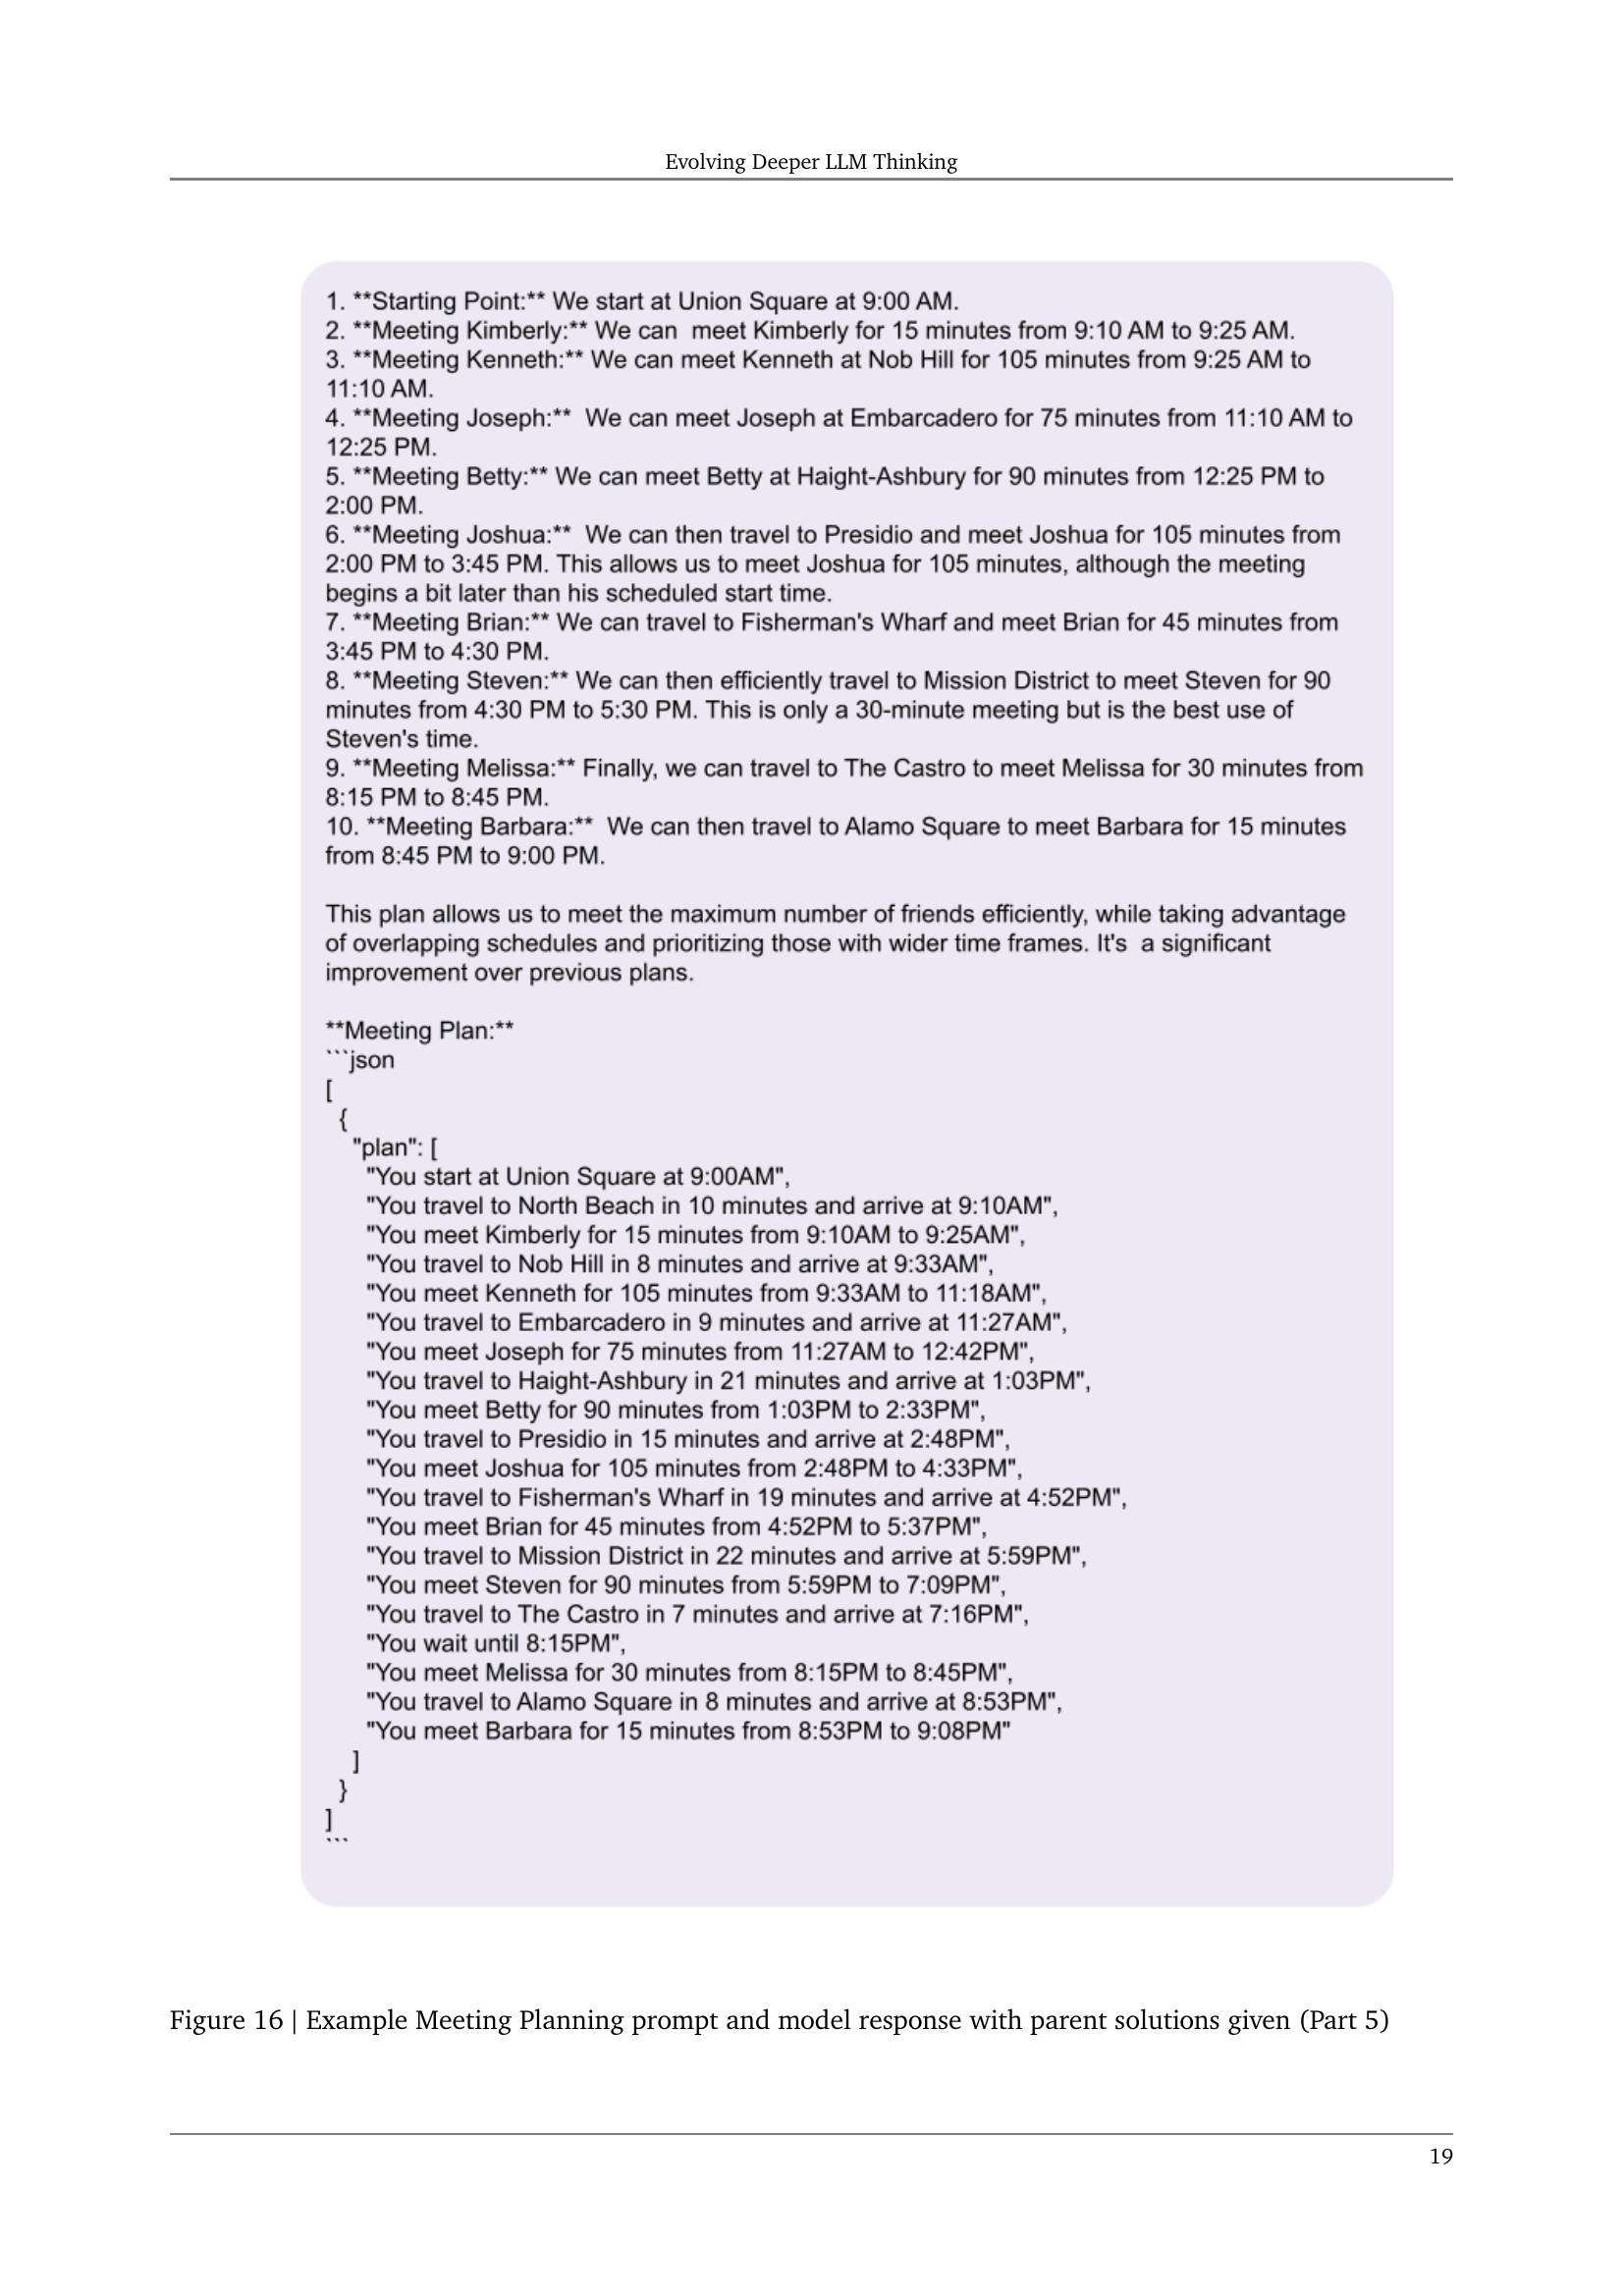 Evolving Deeper LLM Thinking
1. **Starting Point:** We start at Union Square at 9:00 AM.
2. **Meeting Kimberly:** We can  meet Kimberly for 15 minutes from 9:10 AM to 9:25 AM.
3. **Meeting Kenneth:** We can meet Kenneth at Nob Hill for 105 minutes from 9:25 AM to
11:10 AM.
4. **Meeting Joseph:**  We can meet Joseph at Embarcadero for 75 minutes from 11:10 AM to
12:25 PM.
5. **Meeting Betty:** We can meet Betty at Haight-Ashbury for 90 minutes from 12:25 PM to
2:00 PM.
6. **Meeting Joshua:**  We can then travel to Presidio and meet Joshua for 105 minutes from
2:00 PM to 3:45 PM. This allows us to meet Joshua for 105 minutes, although the meeting
begins a bit later than his scheduled start time.
7. **Meeting Brian:** We can travel to Fisherman's Wharf and meet Brian for 45 minutes from
3:45 PM to 4:30 PM.
8. **Meeting Steven:** We can then efficiently travel to Mission District to meet Steven for 90
minutes from 4:30 PM to 5:30 PM. This is only a 30-minute meeting but is the best use of
Steven's time.
9. **Meeting Melissa:** Finally, we can travel to The Castro to meet Melissa for 30 minutes from
8:15 PM to 8:45 PM.
10. **Meeting Barbara:**  We can then travel to Alamo Square to meet Barbara for 15 minutes
from 8:45 PM to 9:00 PM.
This plan allows us to meet the maximum number of friends efficiently, while taking advantage
of overlapping schedules and prioritizing those with wider time frames. It's  a significant
improvement over previous plans.
**Meeting Plan:**
```json
[
{
"plan": [
"You start at Union Square at 9:00AM",
"You travel to North Beach in 10 minutes and arrive at 9:10AM",
"You meet Kimberly for 15 minutes from 9:10AM to 9:25AM",
"You travel to Nob Hill in 8 minutes and arrive at 9:33AM",
"You meet Kenneth for 105 minutes from 9:33AM to 11:18AM",
"You travel to Embarcadero in 9 minutes and arrive at 11:27AM",
"You meet Joseph for 75 minutes from 11:27AM to 12:42PM",
"You travel to Haight-Ashbury in 21 minutes and arrive at 1:03PM",
"You meet Betty for 90 minutes from 1:03PM to 2:33PM",
"You travel to Presidio in 15 minutes and arrive at 2:48PM",
"You meet Joshua for 105 minutes from 2:48PM to 4:33PM",
"You travel to Fisherman's Wharf in 19 minutes and arrive at 4:52PM",
"You meet Brian for 45 minutes from 4:52PM to 5:37PM",
"You travel to Mission District in 22 minutes and arrive at 5:59PM",
"You meet Steven for 90 minutes from 5:59PM to 7:09PM",
"You travel to The Castro in 7 minutes and arrive at 7:16PM",
"You wait until 8:15PM",
"You meet Melissa for 30 minutes from 8:15PM to 8:45PM",
"You travel to Alamo Square in 8 minutes and arrive at 8:53PM",
"You meet Barbara for 15 minutes from 8:53PM to 9:08PM"
]
}
]
```
Figure 16 | Example Meeting Planning prompt and model response with parent solutions given (Part 5)
19